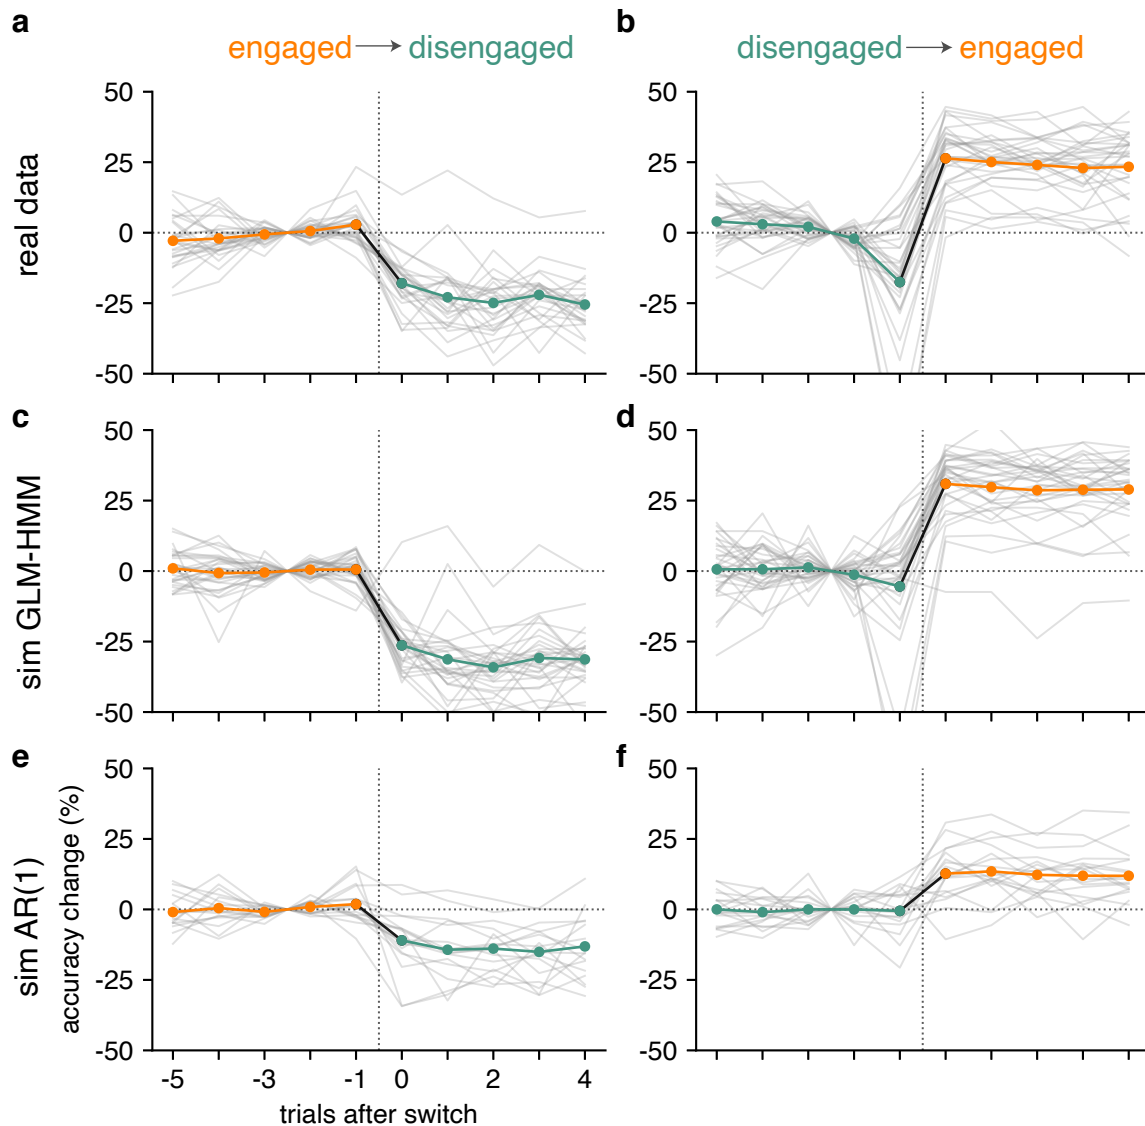 a
engaged → disengaged
b
disengaged → engaged
real data
50
25
0
-25
-50
50
25
0
-25
-50
c
d
sim GLM-HMM
50
25
0
-25
-50
50
25
0
-25
-50
e
f
sim AR(1)
accuracy change (%)
50
25
0
-25
-50
50
25
0
-25
-50
-5 -3 -1 0 2 4
trials after switch